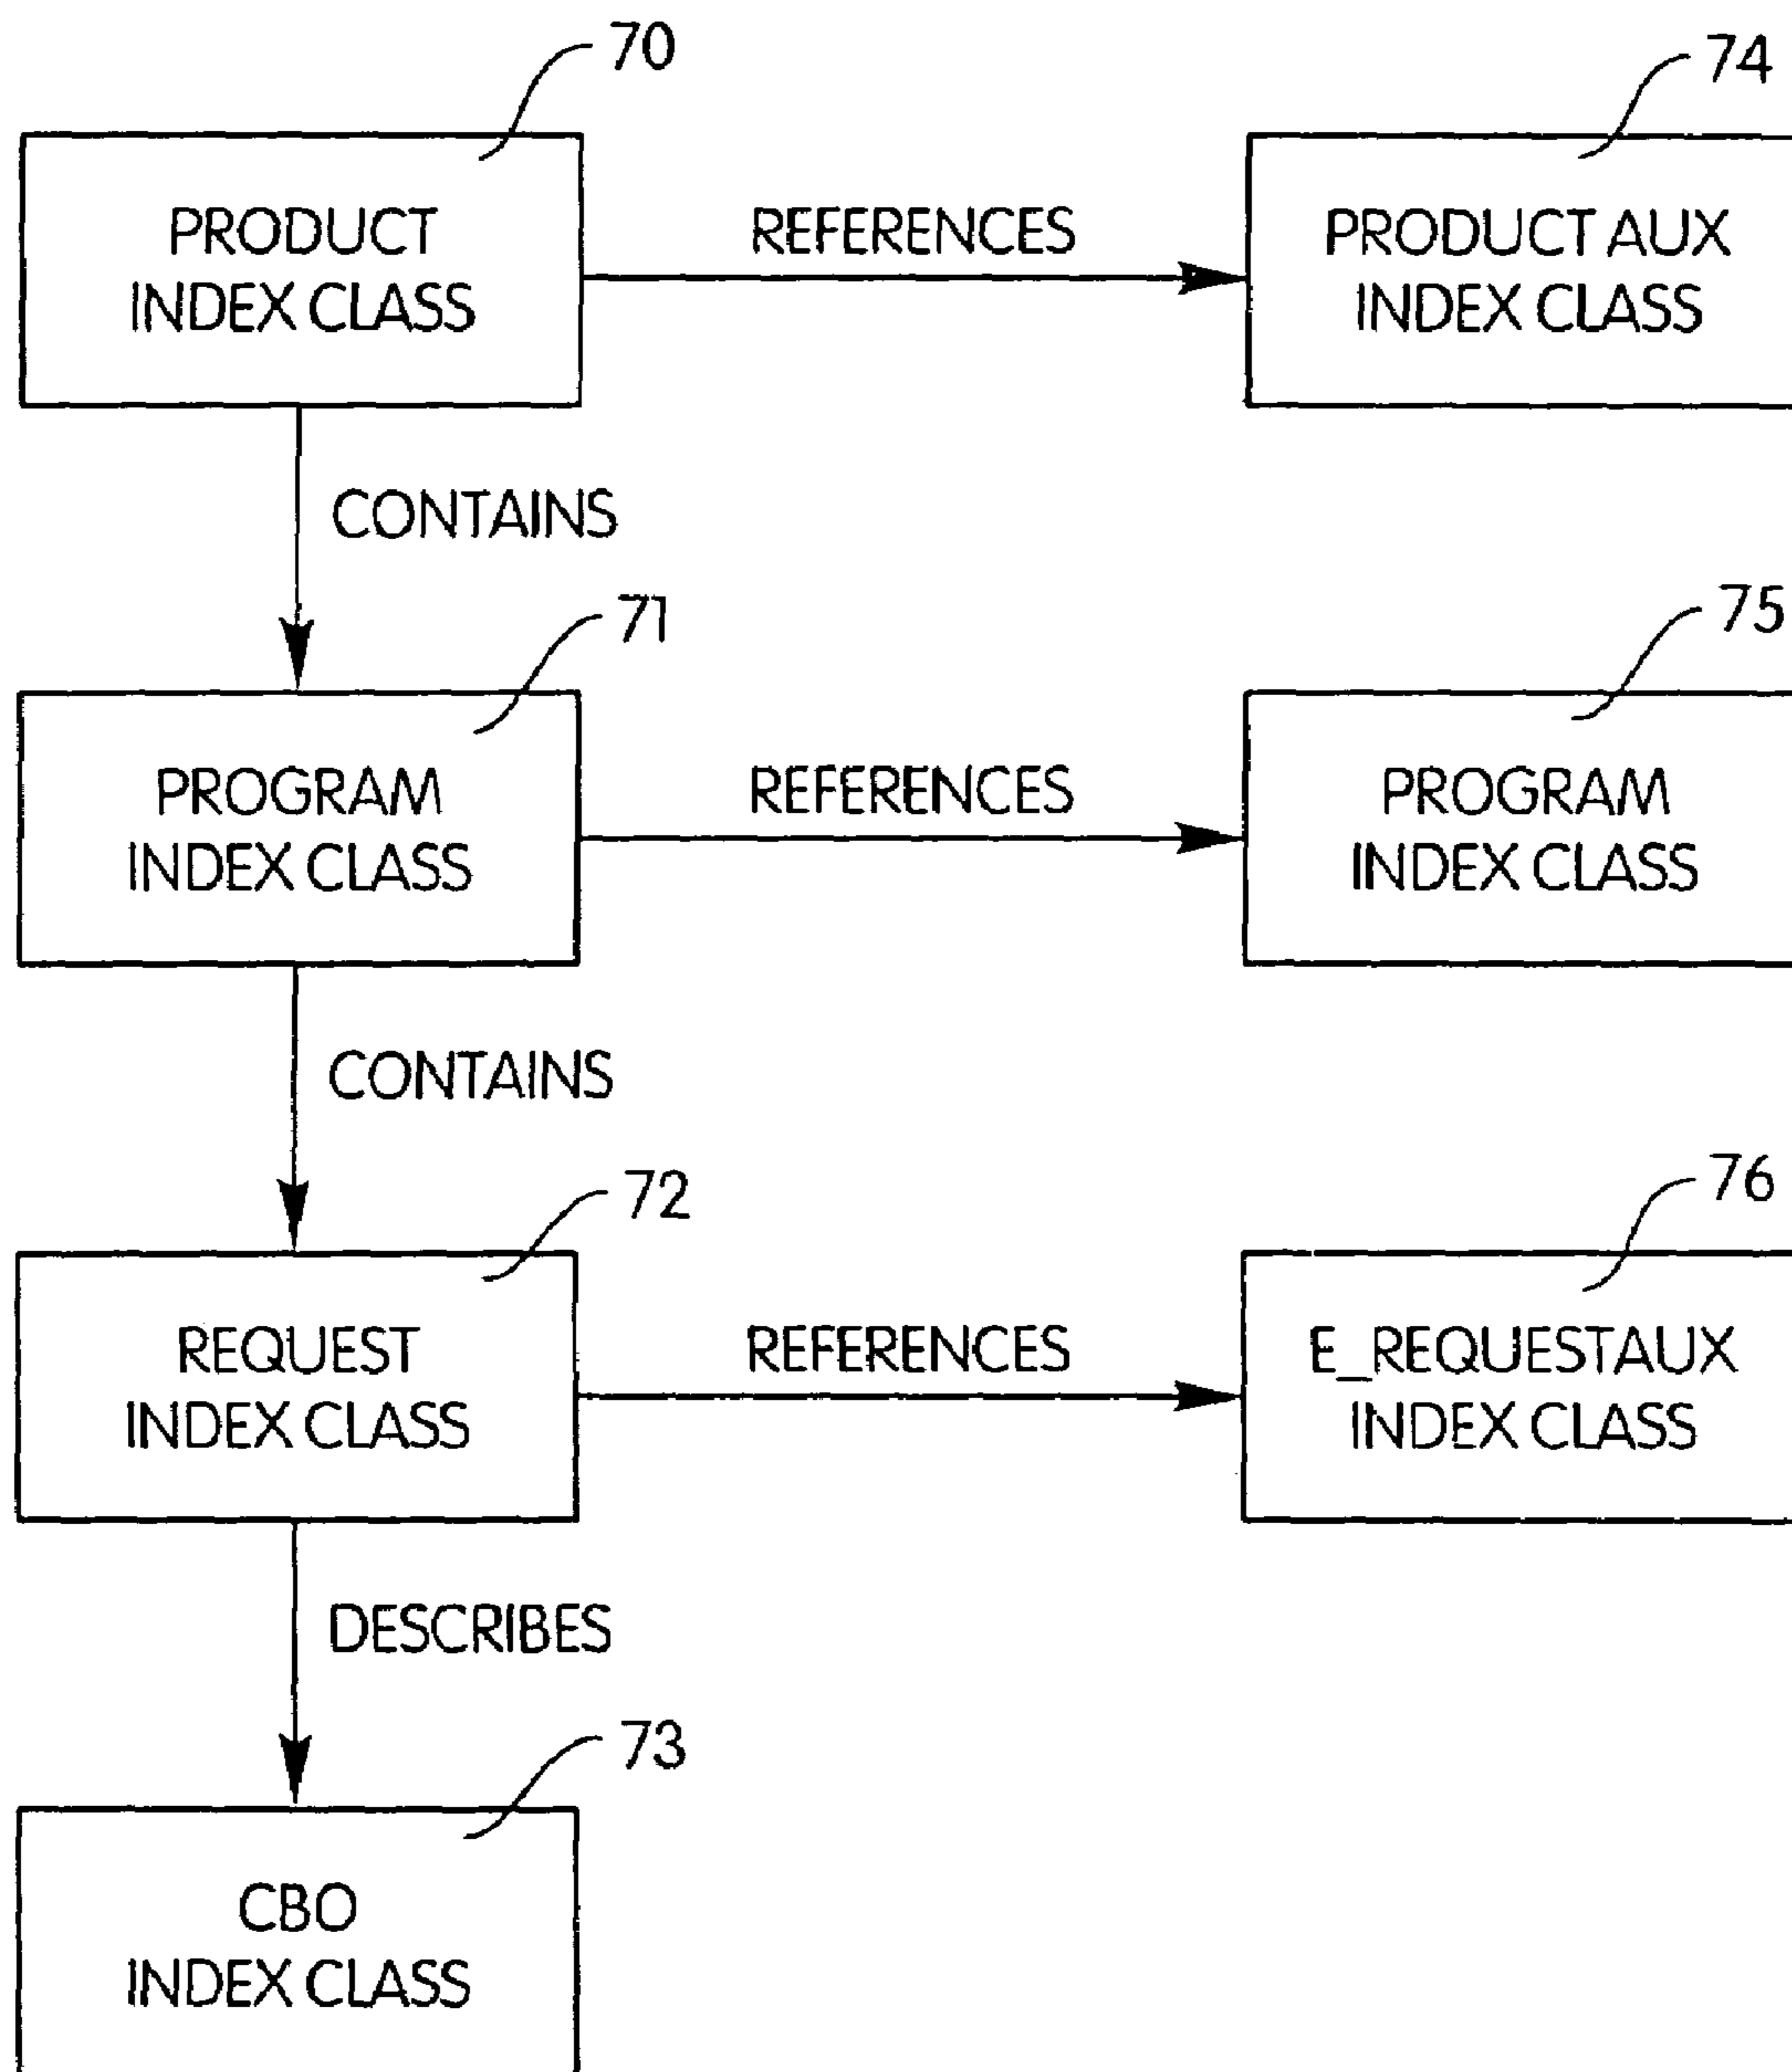 70
74
PRODUCT
INDEX CLASS
REFERENCES
PRODUCT AUX
INDEX CLASS
CONTAINS
71
75
PROGRAM
INDEX CLASS
REFERENCES
PROGRAM
INDEX CLASS
CONTAINS
72
76
REQUEST
INDEX CLASS
REFERENCES
E_REQUESTAUX
INDEX CLASS
DESCRIBES
73
CBO
INDEX CLASS